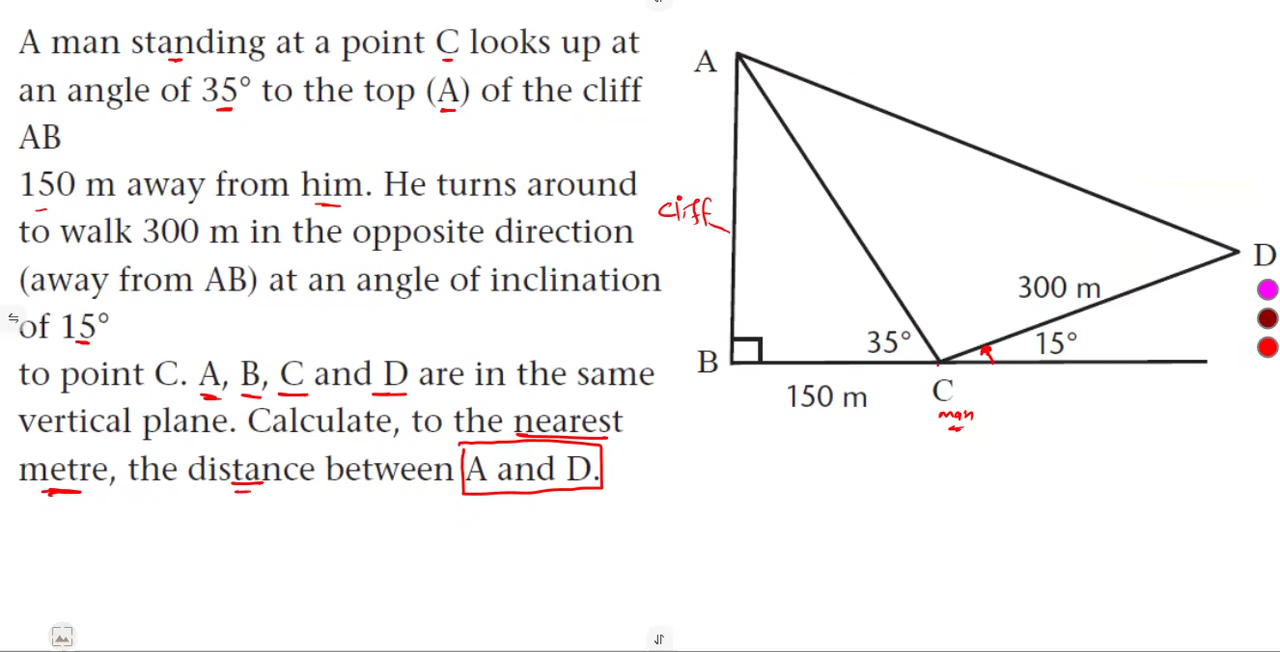 A man standing at a point C looks up at
an angle of 35° to the top (A) of the cliff
AB
150 m away from him. He turns around
to walk 300 m in the opposite direction
(away from AB) at an angle of inclination
of 15°
to point C. A, B, C and D are in the same
vertical plane. Calculate, to the nearest
metre, the distance between A and D.
A
cliff
D
300 m
35°
15°
B
150 m
C
man